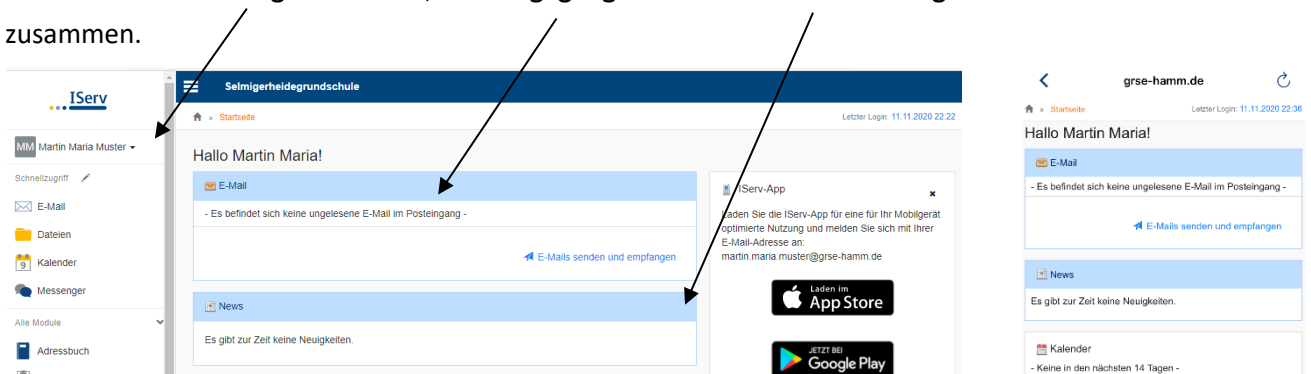 zusammen.
IServ
MM Martin Maria Muster
Schnellzugriff
E-Mail
Dateien
9 Kalender
Messenger
Alle Module
Adressbuch
Selmigerheidegrundschule
» Startseite
Letzter Login: 11.11.2020 22:22
Hallo Martin Maria!
E-Mail
- Es befindet sich keine ungelesene E-Mail im Posteingang -
E-Mails senden und empfangen
News
Es gibt zur Zeit keine Neuigkeiten.
IServ-App
Laden Sie die IServ-App für eine für Ihr Mobilgerät
optimierte Nutzung und melden Sie sich mit Ihrer
E-Mail-Adresse an:
martin.maria.muster@grse-hamm.de
Laden im
App Store
JETZT BEI
Google Play
grse-hamm.de
» Startseite
Letzter Login: 11.11.2020 22:36
Hallo Martin Maria!
E-Mail
- Es befindet sich keine ungelesene E-Mail im Posteingang -
E-Mails senden und empfangen
News
Es gibt zur Zeit keine Neuigkeiten.
Kalender
- Keine in den nächsten 14 Tagen -